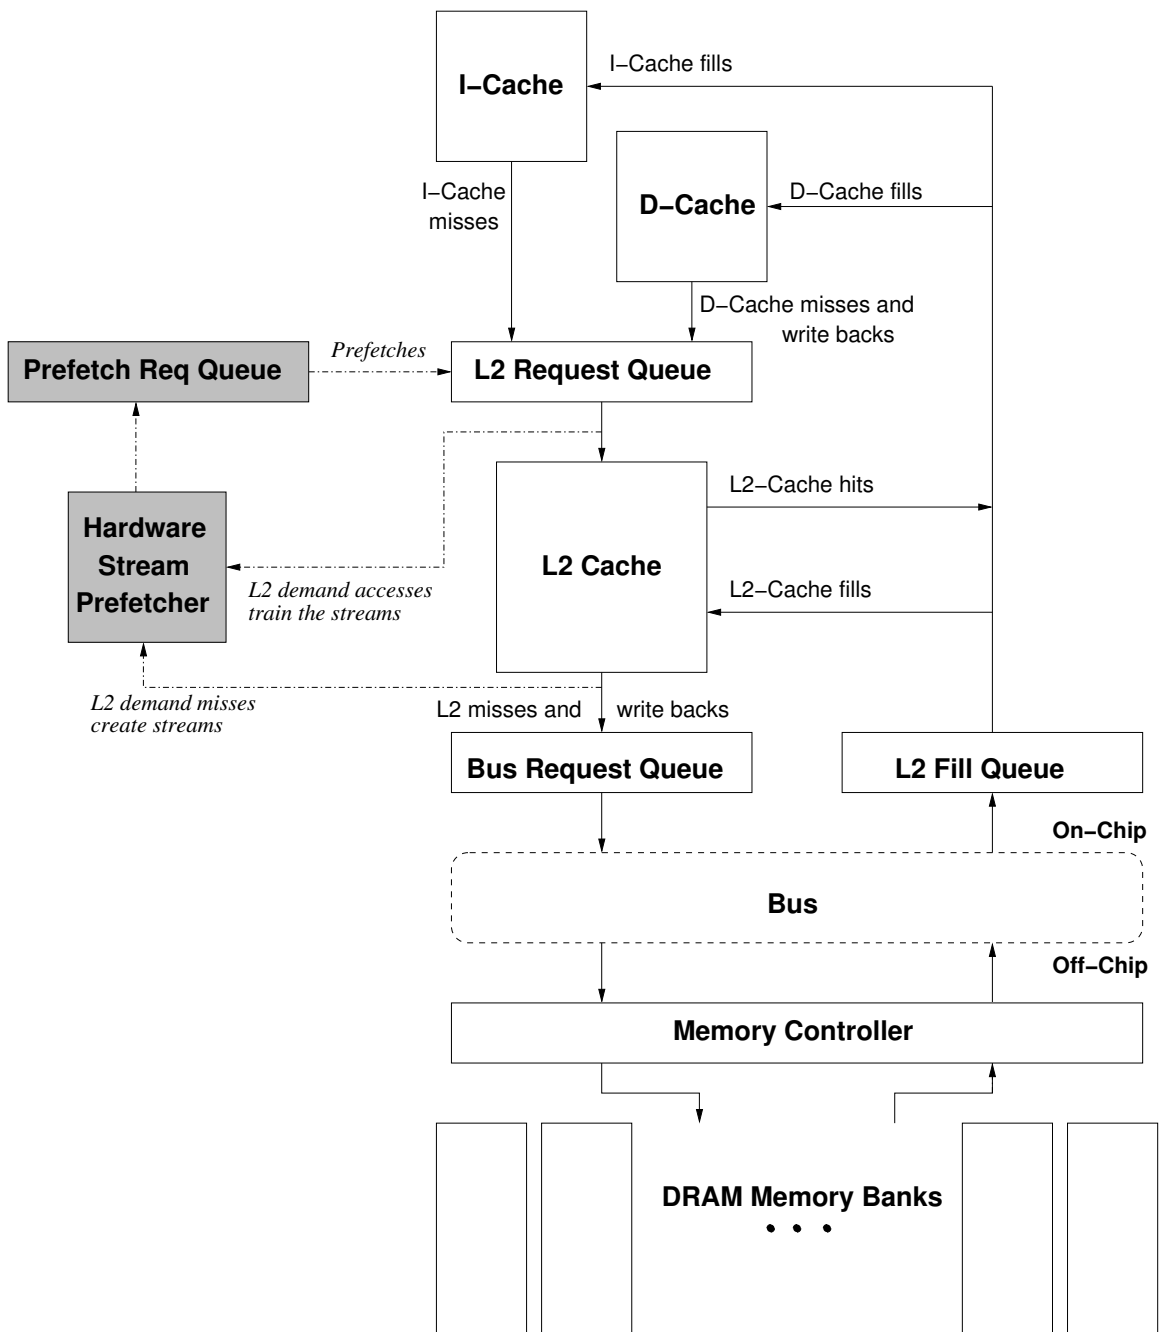 I−Cache fills
I−Cache
D−Cache fills
I−Cache
misses
D−Cache
D−Cache misses and
write backs
Prefetches
Prefetch Req Queue
L2 Request Queue
L2−Cache hits
Hardware
Stream
Prefetcher
L2 Cache
L2 demand accesses
train the streams
L2−Cache fills
L2 demand misses
create streams
L2 misses and write backs
Bus Request Queue
L2 Fill Queue
On−Chip
Bus
Off−Chip
Memory Controller
DRAM Memory Banks
• • •